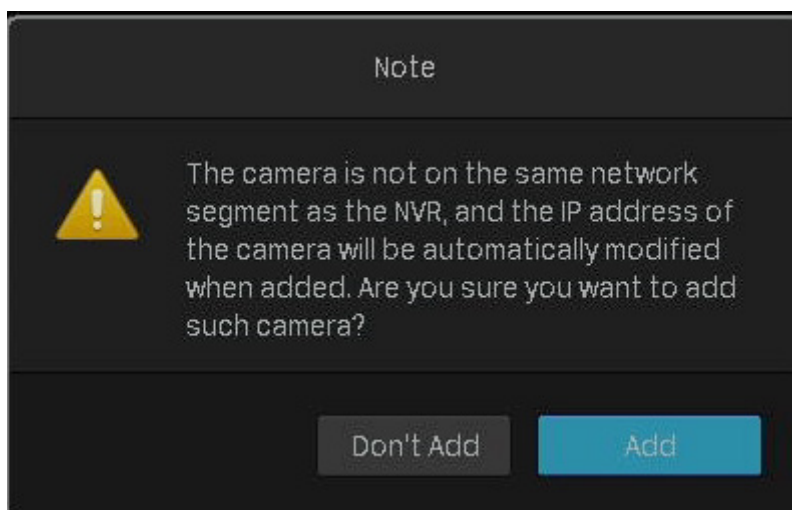 Note
The camera is not on the same network
segment as the NVR, and the IP address of
the camera will be automatically modified
when added. Are you sure you want to add
such camera?
Don't Add
Add